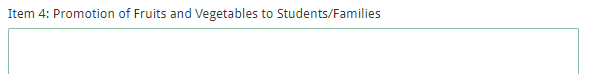 Item 4: Promotion of Fruits and Vegetables to Students/Families